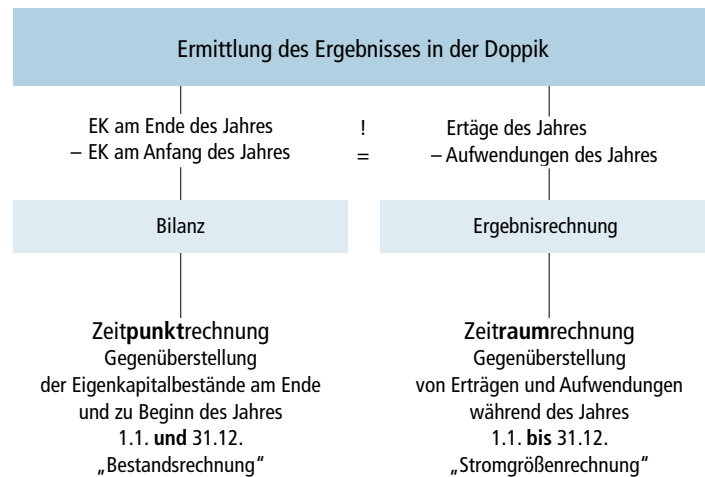 Ermittlung des Ergebnisses in der Doppik
EK am Ende des Jahres
– EK am Anfang des Jahres
!
=
Erträge des Jahres
– Aufwendungen des Jahres
Bilanz
Zeitpunktrechnung
Gegenüberstellung
der Eigenkapitalbestände am Ende
und zu Beginn des Jahres
1.1. und 31.12.
„Bestandsrechnung“
Ergebnisrechnung
Zeitraumrechnung
Gegenüberstellung
von Erträgen und Aufwendungen
während des Jahres
1.1. bis 31.12.
„Stromgrößenrechnung“